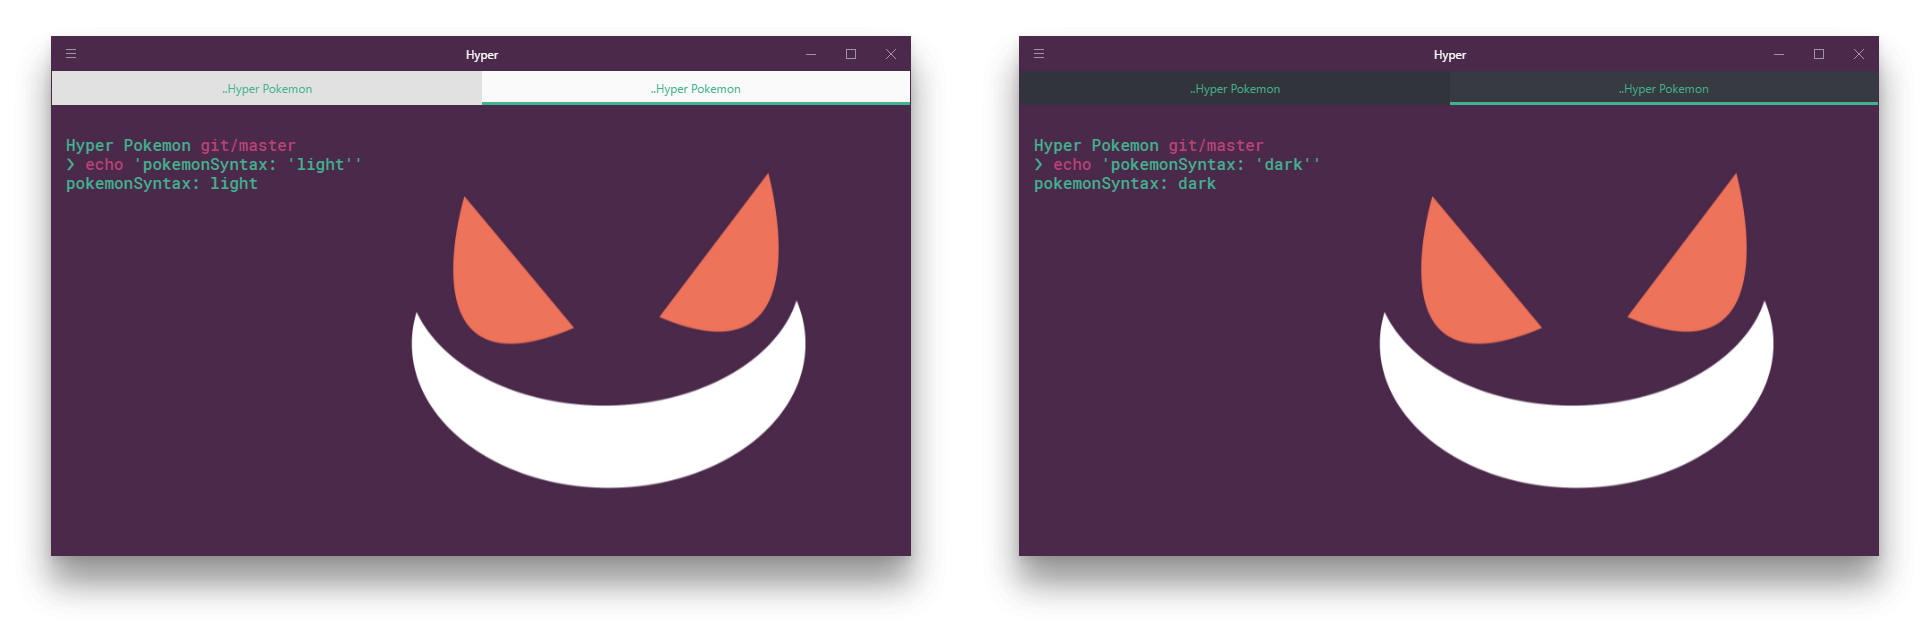 Hyper
..Hyper Pokemon ..Hyper Pokemon
Hyper Pokemon git/master
❯ echo 'pokemonSyntax: 'light''
pokemonSyntax: light
Hyper
..Hyper Pokemon ..Hyper Pokemon
Hyper Pokemon git/master
❯ echo 'pokemonSyntax: 'dark''
pokemonSyntax: dark